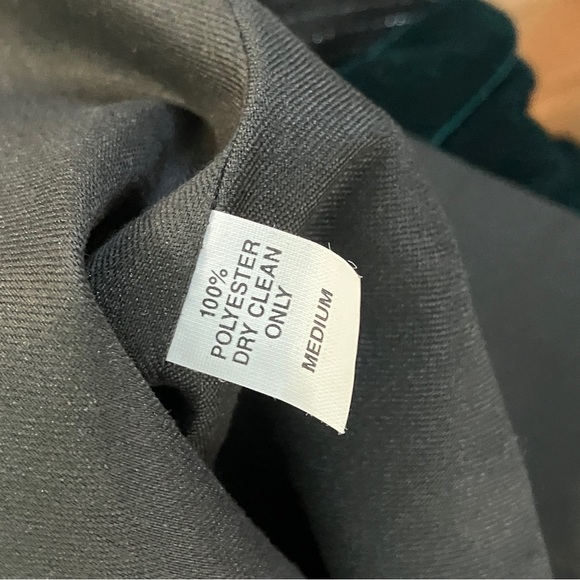 100%
POLYESTER
DRY CLEAN
ONLY
MEDIUM